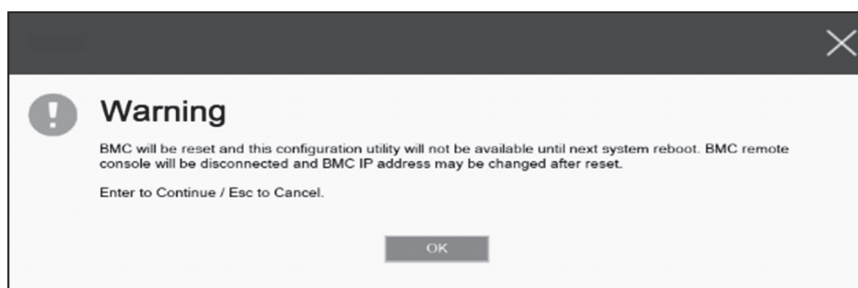 Warning
BMC will be reset and this configuration utility will not be available until next system reboot. BMC remote
console will be disconnected and BMC IP address may be changed after reset.
Enter to Continue / Esc to Cancel.
OK